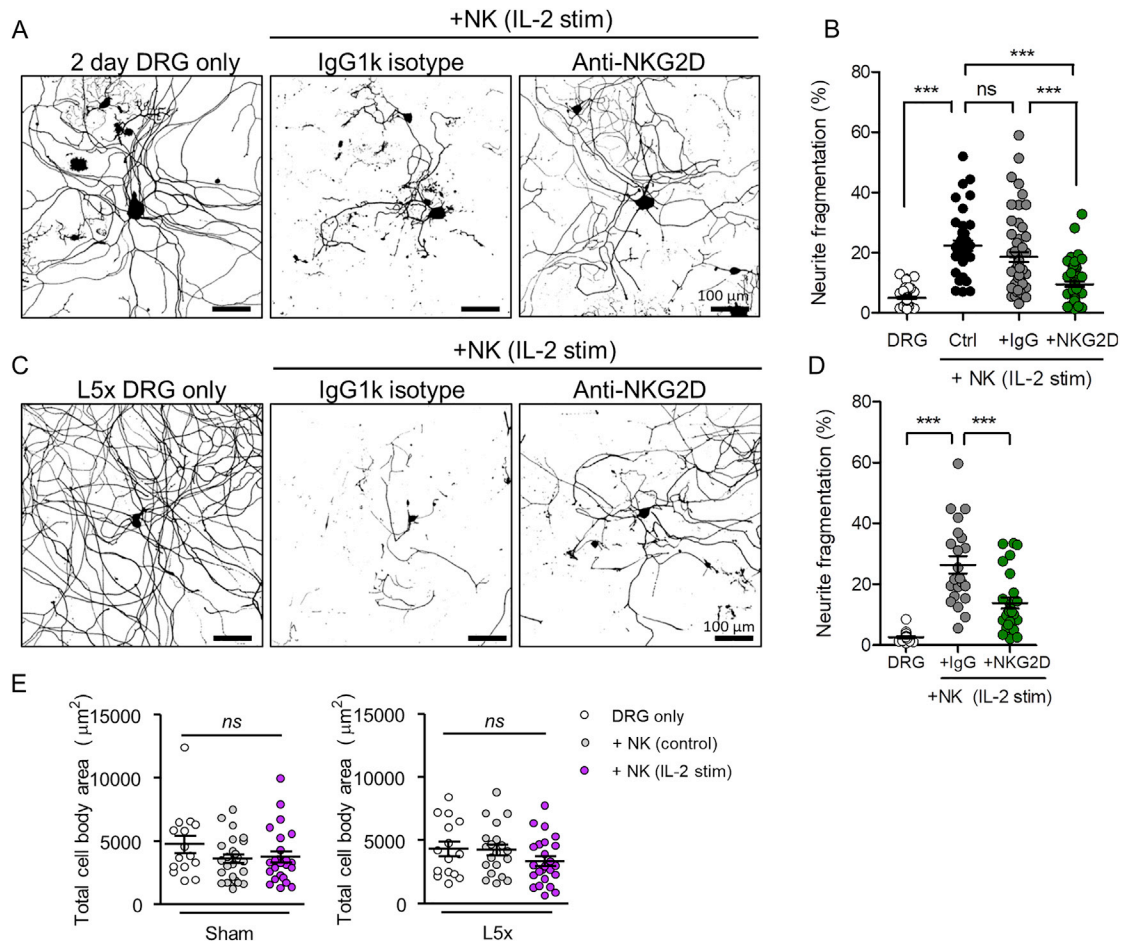 A
+NK (IL-2 stim)
2 day DRG only
IgG1k isotype
Anti-NKG2D
100 µm
B
Neurite fragmentation (%)
80
60
40
20
0
***
***
ns
***
DRG
Ctrl
+IgG
+NKG2D
+ NK (IL-2 stim)
C
+NK (IL-2 stim)
L5x DRG only
IgG1k isotype
Anti-NKG2D
100 µm
D
Neurite fragmentation (%)
80
60
40
20
0
***
***
DRG
+IgG
+NKG2D
+NK (IL-2 stim)
E
Total cell body area ( µm²)
15000
10000
5000
0
ns
Sham
Total cell body area ( µm²)
15000
10000
5000
0
ns
L5x
DRG only
+ NK (control)
+ NK (IL-2 stim)